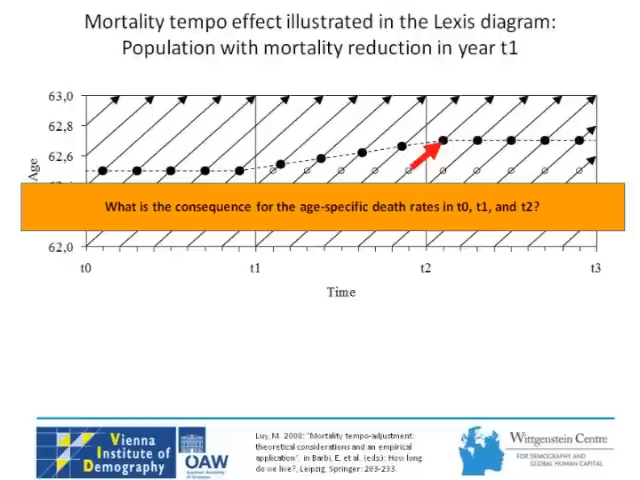 Mortality tempo effect illustrated in the Lexis diagram:
Population with mortality reduction in year t1
63,0
62,8
62,6
Age
What is the consequence for the age-specific death rates in t0, t1, and t2?
62,0
t0 t1 t2 t3
Time
Vienna
Institute of
Demography
ÖAW
Luy, M. 2008: "Mortality tempo-adjustment:
theoretical considerations and an empirical
application", in Barbi, E. et al. (eds.): How long
do we live?, Leipzig: Springer: 203-233.
Wittgenstein Centre
FOR DEMOGRAPHY AND
GLOBAL HUMAN CAPITAL